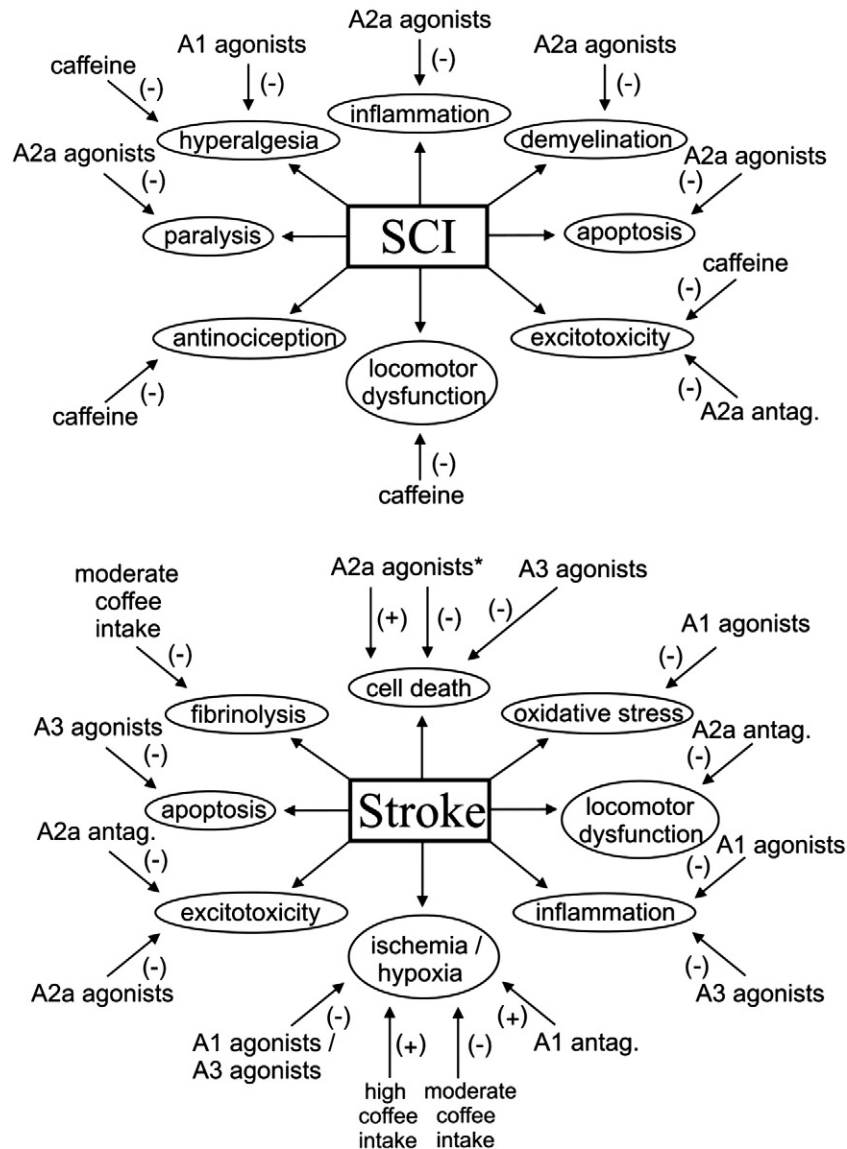 A2a agonists
A1 agonists
(-)
A2a agonists
caffeine
(-)
(-)
(-)
inflammation
hyperalgesia
demyelination
A2a agonists
A2a agonists
(-)
(-)
paralysis
SCI
apoptosis
caffeine
(-)
antinociception
excitotoxicity
locomotor
dysfunction
(-)
(-)
caffeine
A2a antag.
(-)
caffeine
moderate
coffee
intake
A2a agonists*
A3 agonists
(+)
(-)
(-)
A1 agonists
(-)
(-)
cell death
fibrinolysis
oxidative stress
A3 agonists
A2a antag.
(-)
(-)
apoptosis
Stroke
locomotor
dysfunction
A2a antag.
A1 agonists
(-)
(-)
excitotoxicity
inflammation
ischemia /
hypoxia
(-)
(-)
A2a agonists
A3 agonists
(-)
(+)
A1 agonists /
A3 agonists
(+)
(-)
A1 antag.
high
coffee
intake
moderate
coffee
intake